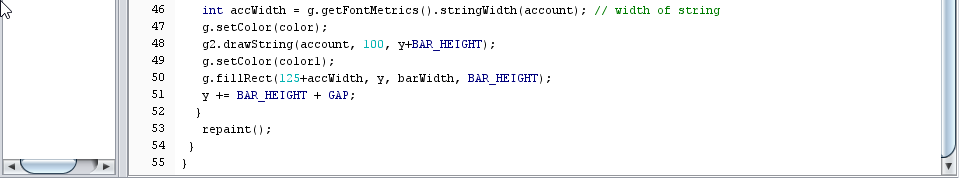 46 int accWidth = g.getFontMetrics().stringWidth(account); // width of string
47 g.setColor(color);
48 g2.drawString(account, 100, y+BAR_HEIGHT);
49 g.setColor(color1);
50 g.fillRect(125+accWidth, y, barWidth, BAR_HEIGHT);
51 y += BAR_HEIGHT + GAP;
52 }
53 repaint();
54 }
55 }